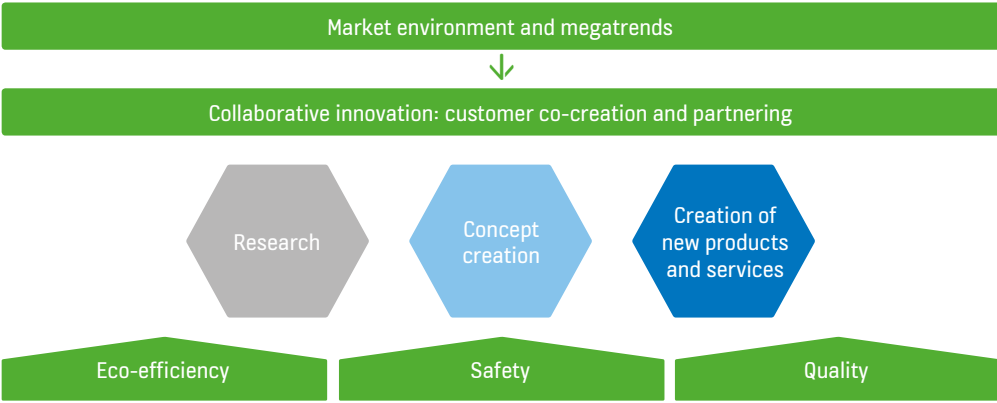 Market environment and megatrends
Collaborative innovation: customer co-creation and partnering
Research
Concept
creation
Creation of
new products
and services
Eco-efficiency
Safety
Quality